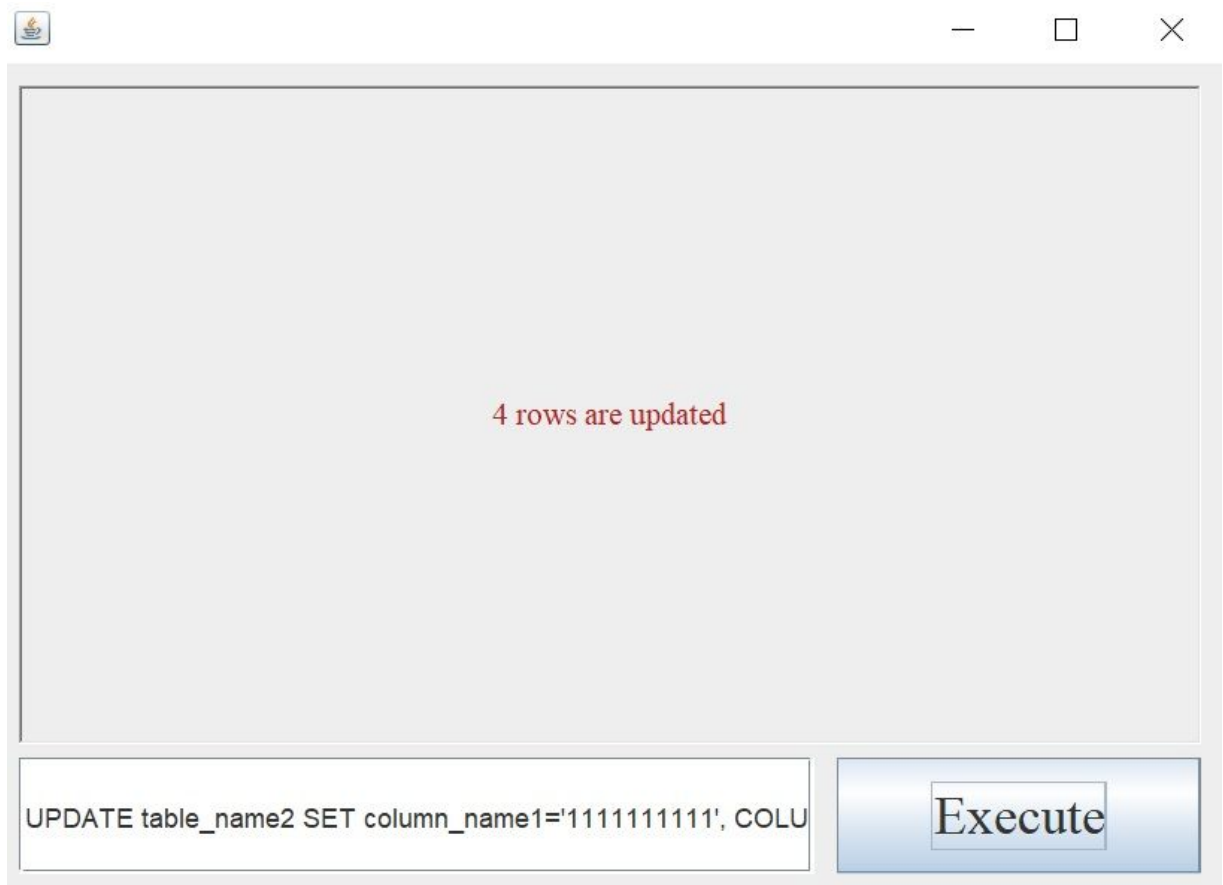 4 rows are updated
UPDATE table_name2 SET column_name1='1111111111', COLU
Execute